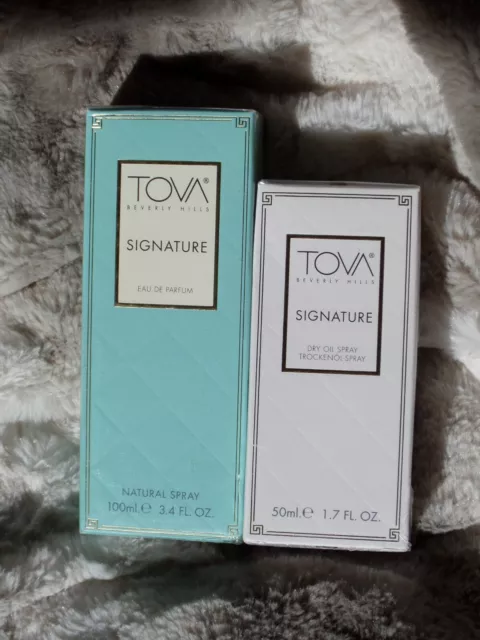 TOVA®
BEVERLY HILLS
SIGNATURE
EAU DE PARFUM
NATURAL SPRAY
100ml.℮ 3.4 FL. OZ.
TOVA®
BEVERLY HILLS
SIGNATURE
DRY OIL SPRAY
TROCKENÖL SPRAY
50ml.℮ 1.7 FL. OZ.